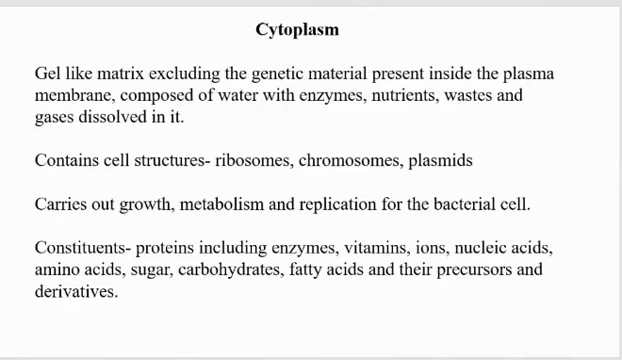 Cytoplasm
Gel like matrix excluding the genetic material present inside the plasma
membrane, composed of water with enzymes, nutrients, wastes and
gases dissolved in it.
Contains cell structures- ribosomes, chromosomes, plasmids
Carries out growth, metabolism and replication for the bacterial cell.
Constituents- proteins including enzymes, vitamins, ions, nucleic acids,
amino acids, sugar, carbohydrates, fatty acids and their precursors and
derivatives.